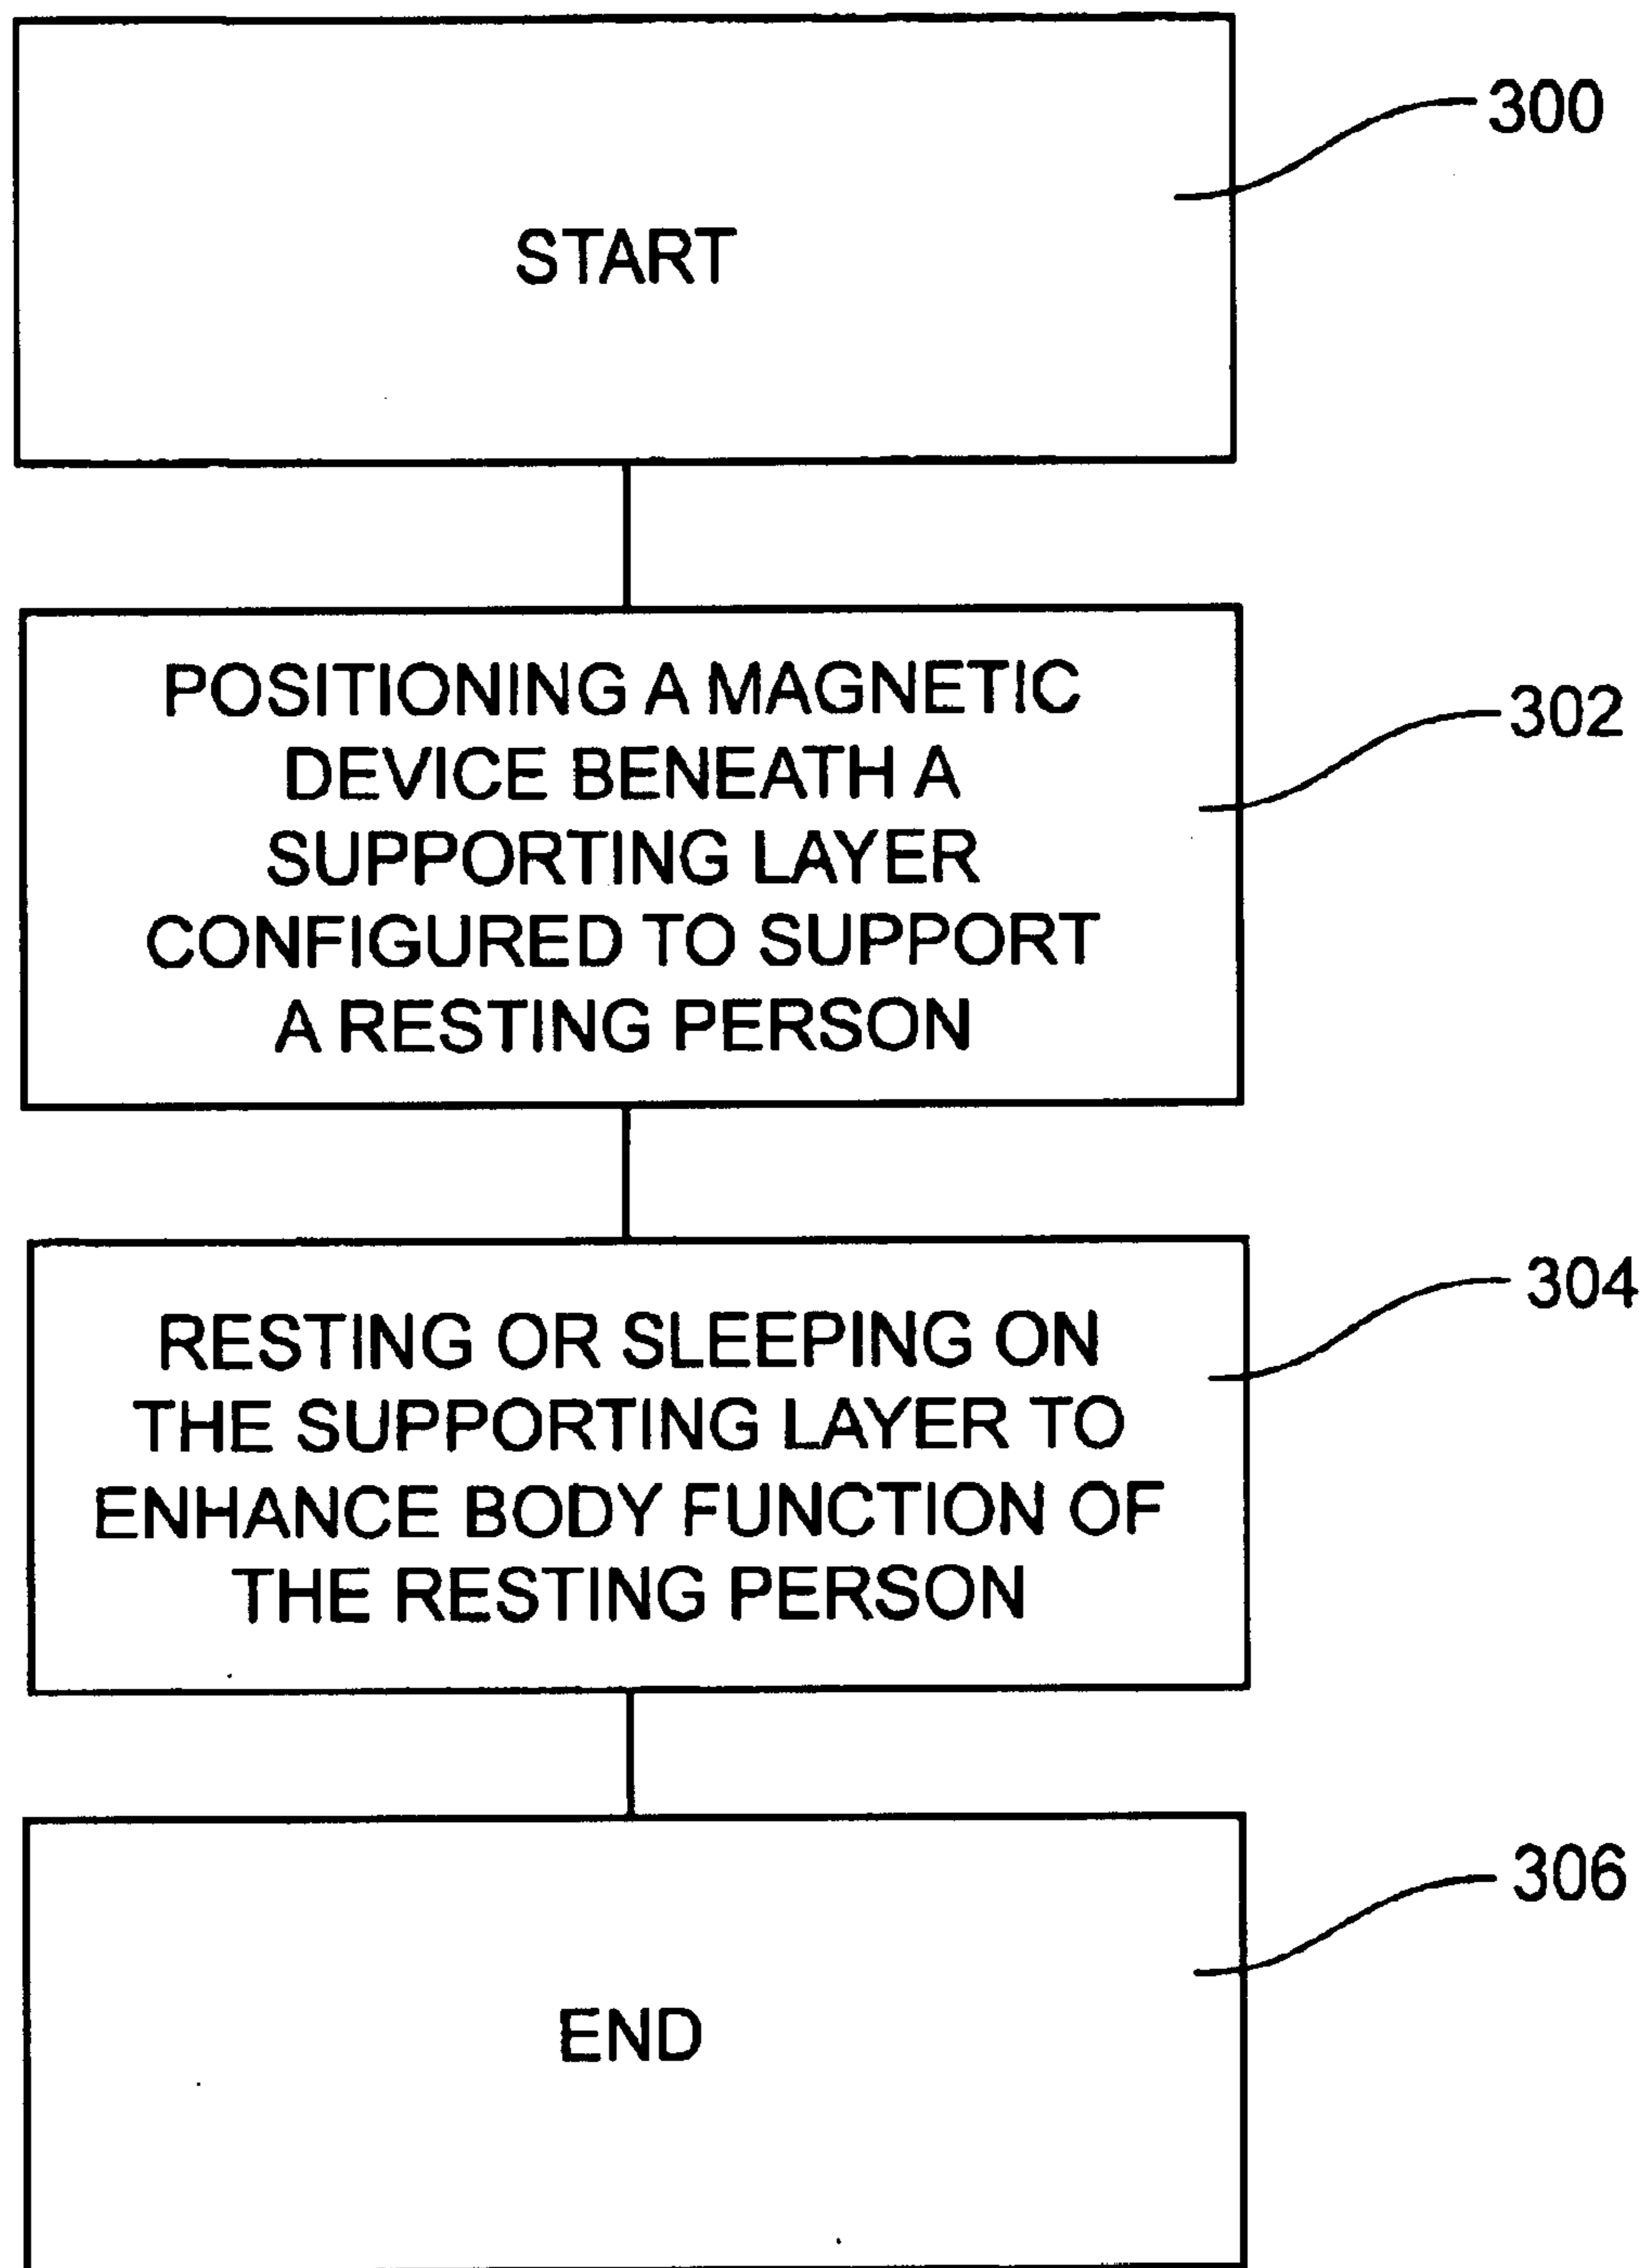 300
START
POSITIONING A MAGNETIC
DEVICE BENEATH A
SUPPORTING LAYER
CONFIGURED TO SUPPORT
A RESTING PERSON
302
RESTING OR SLEEPING ON
THE SUPPORTING LAYER TO
ENHANCE BODY FUNCTION OF
THE RESTING PERSON
304
306
END